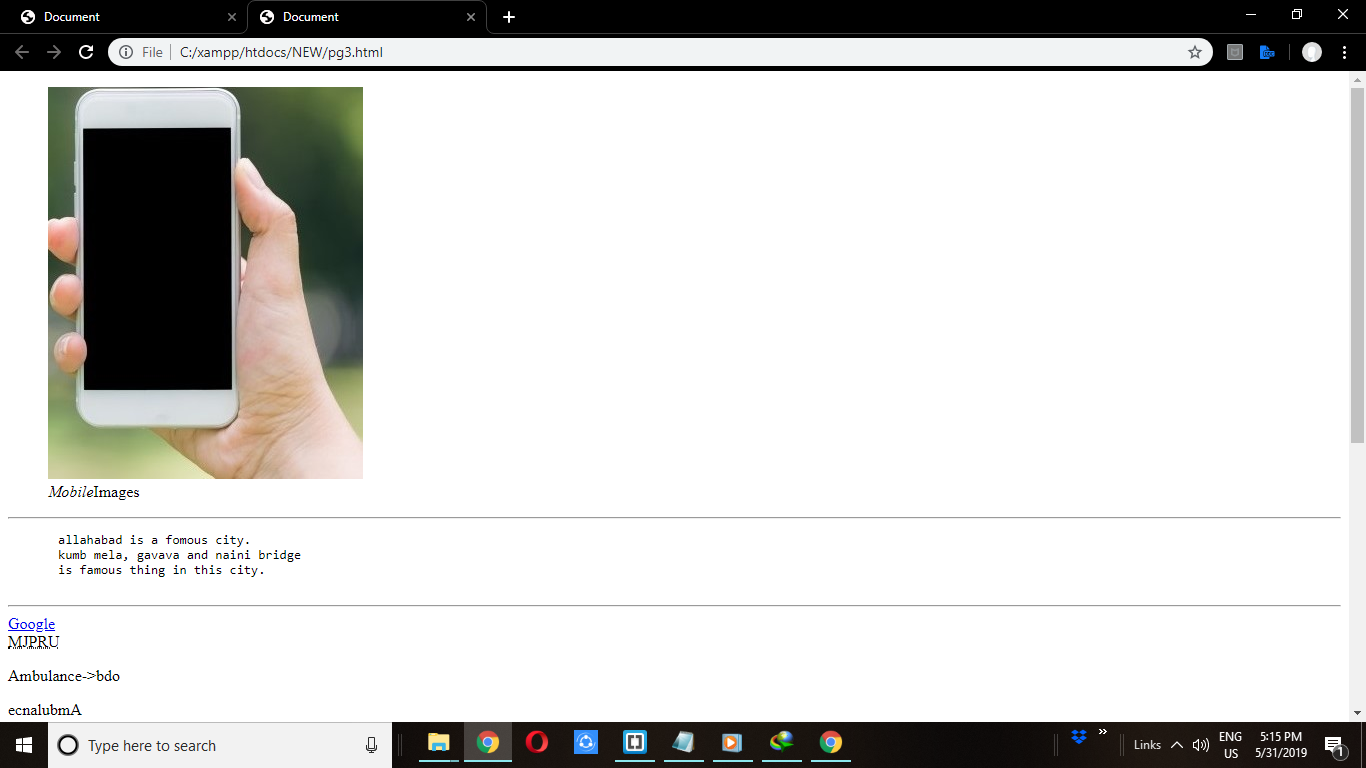 Document
Document
File
C:/xampp/htdocs/NEW/pg3.html
MobileImages
allahabad is a fomous city.
kumb mela, gavava and naini bridge
is famous thing in this city.
Google
MJPRU
Ambulance->bdo
ecnalubmA
Type here to search
Links
ENG
US
5:15 PM
5/31/2019
1